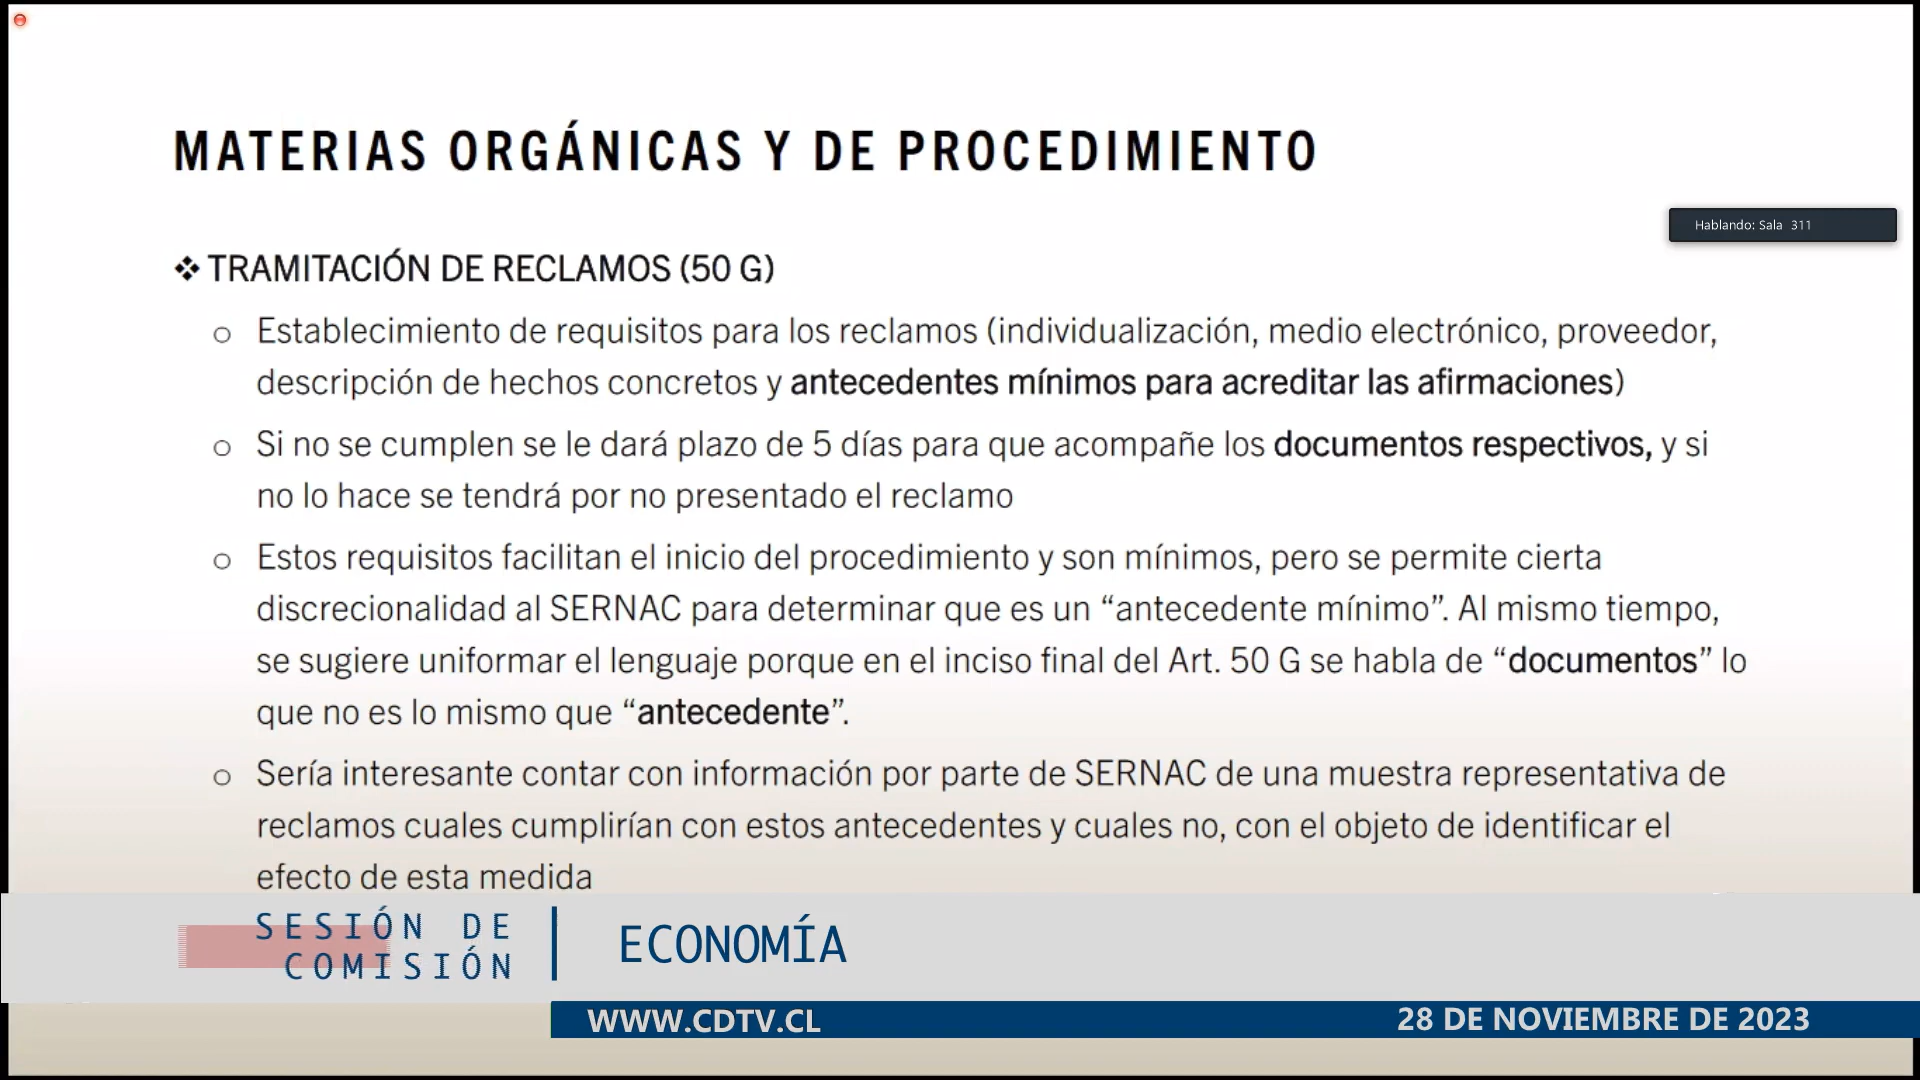 MATERIAS ORGÁNICAS Y DE PROCEDIMIENTO
Hablando: Sala 311
❖ TRAMITACIÓN DE RECLAMOS (50 G)
o Establecimiento de requisitos para los reclamos (individualización, medio electrónico, proveedor,
descripción de hechos concretos y antecedentes mínimos para acreditar las afirmaciones)
o Si no se cumplen se le dará plazo de 5 días para que acompañe los documentos respectivos, y si
no lo hace se tendrá por no presentado el reclamo
o Estos requisitos facilitan el inicio del procedimiento y son mínimos, pero se permite cierta
discrecionalidad al SERNAC para determinar que es un “antecedente mínimo”. Al mismo tiempo,
se sugiere uniformar el lenguaje porque en el inciso final del Art. 50 G se habla de “documentos” lo
que no es lo mismo que “antecedente”.
o Sería interesante contar con información por parte de SERNAC de una muestra representativa de
reclamos cuales cumplirían con estos antecedentes y cuales no, con el objeto de identificar el
efecto de esta medida
SESIÓN DE
COMISIÓN
ECONOMÍA
WWW.CDTV.CL
28 DE NOVIEMBRE DE 2023